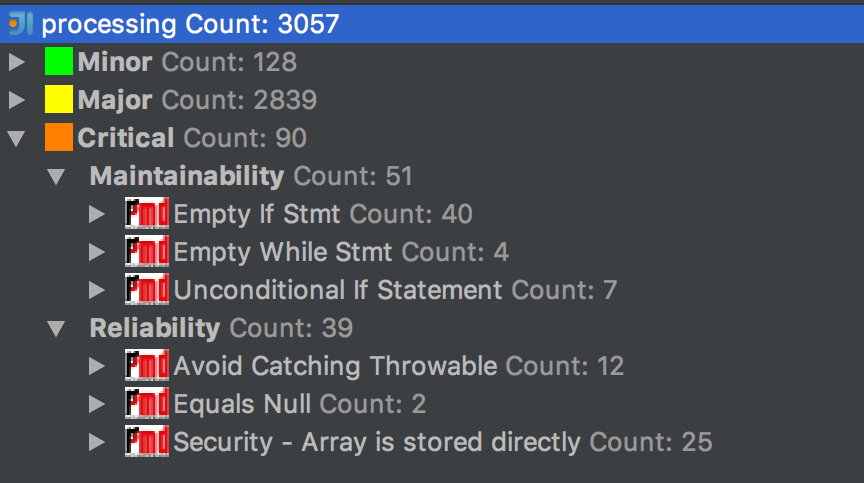 processing Count: 3057
Minor Count: 128
Major Count: 2839
Critical Count: 90
Maintainability Count: 51
Pmd Empty If Stmt Count: 40
Pmd Empty While Stmt Count: 4
Pmd Unconditional If Statement Count: 7
Reliability Count: 39
Pmd Avoid Catching Throwable Count: 12
Pmd Equals Null Count: 2
Pmd Security - Array is stored directly Count: 25